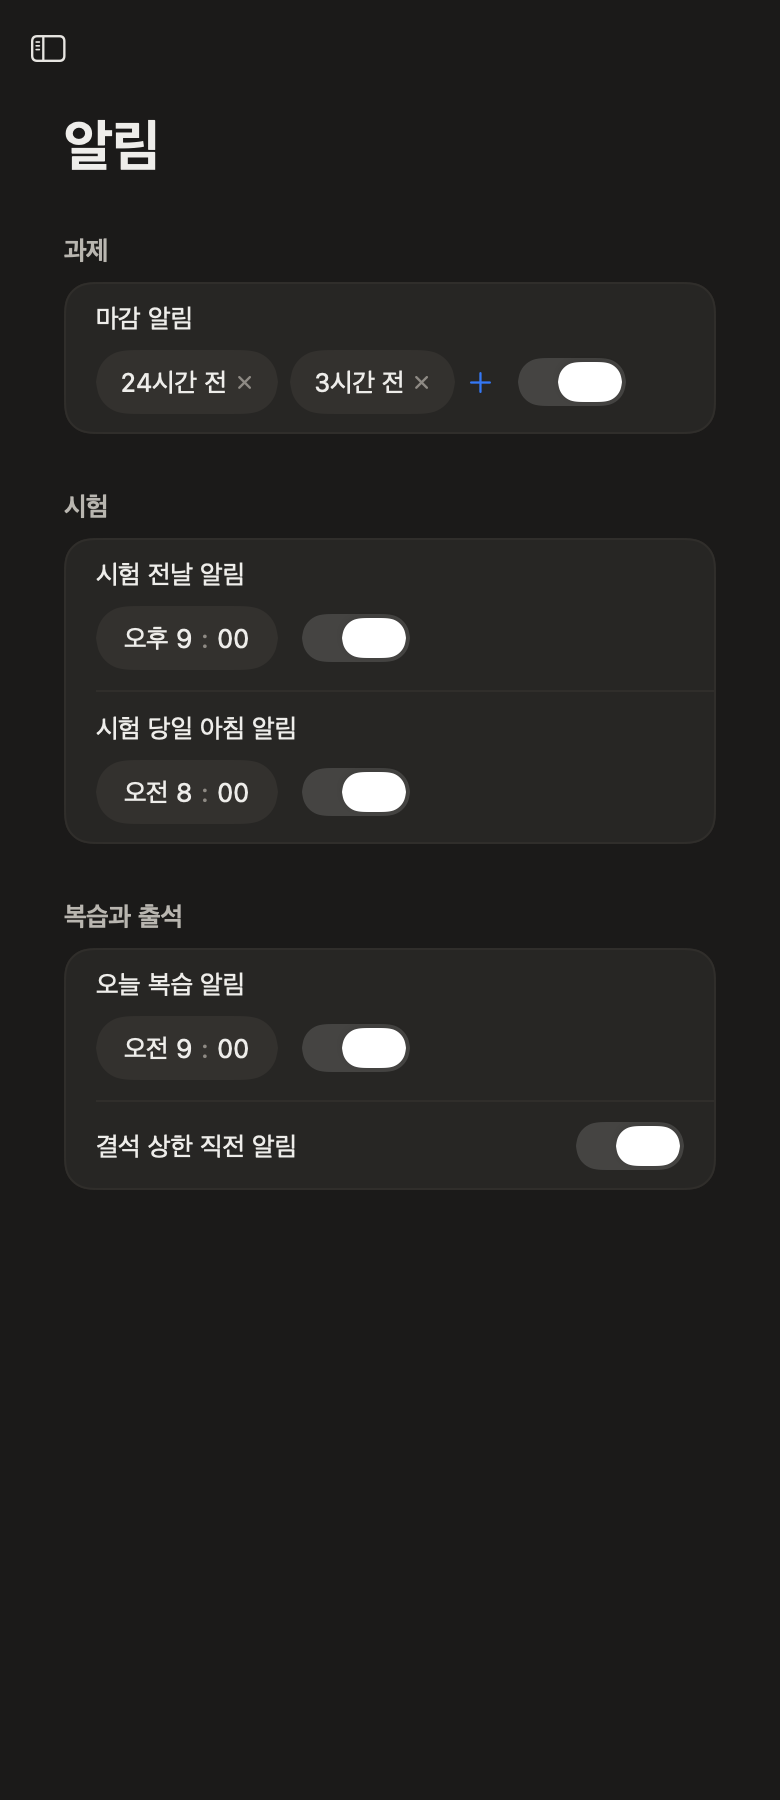 알림
과제
마감 알림
24시간 전 × 3시간 전 × +
시험
시험 전날 알림
오후 9 : 00
시험 당일 아침 알림
오전 8 : 00
복습과 출석
오늘 복습 알림
오전 9 : 00
결석 상한 직전 알림